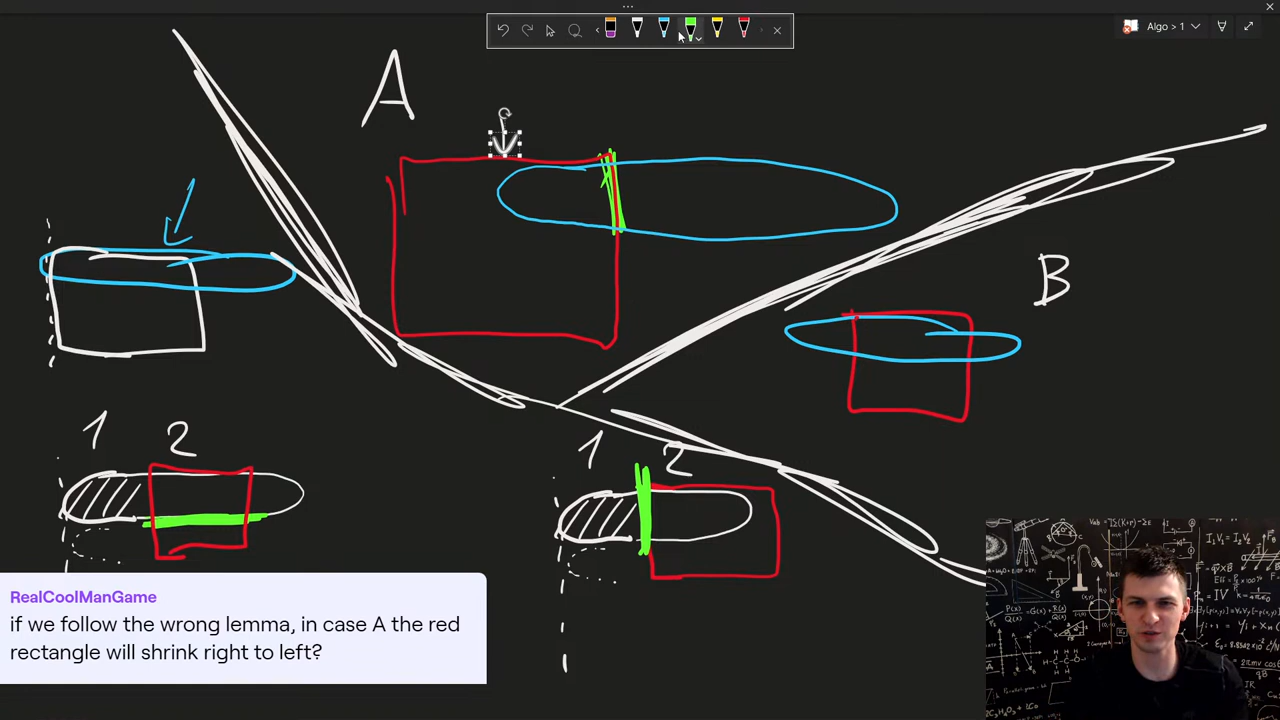 Algo > 1
A
B
1 2
1 2
RealCoolManGame
if we follow the wrong lemma, in case A the red
rectangle will shrink right to left?